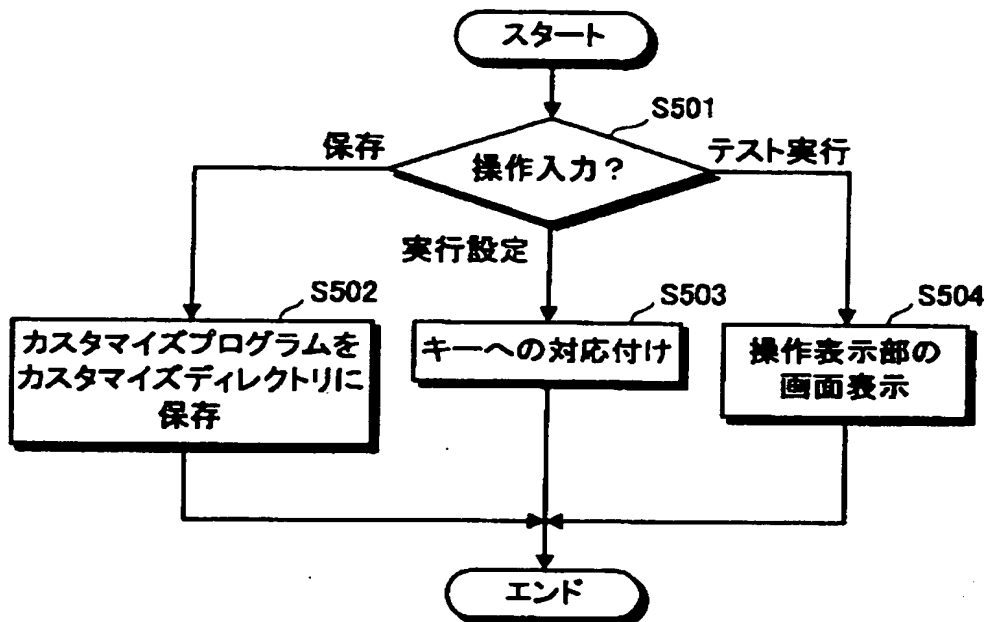 スタート
S501
保存
操作入力?
テスト実行
実行設定
S502
カスタマイズプログラムを
カスタマイズディレクトリに
保存
S503
キーへの対応付け
S504
操作表示部の
画面表示
エンド